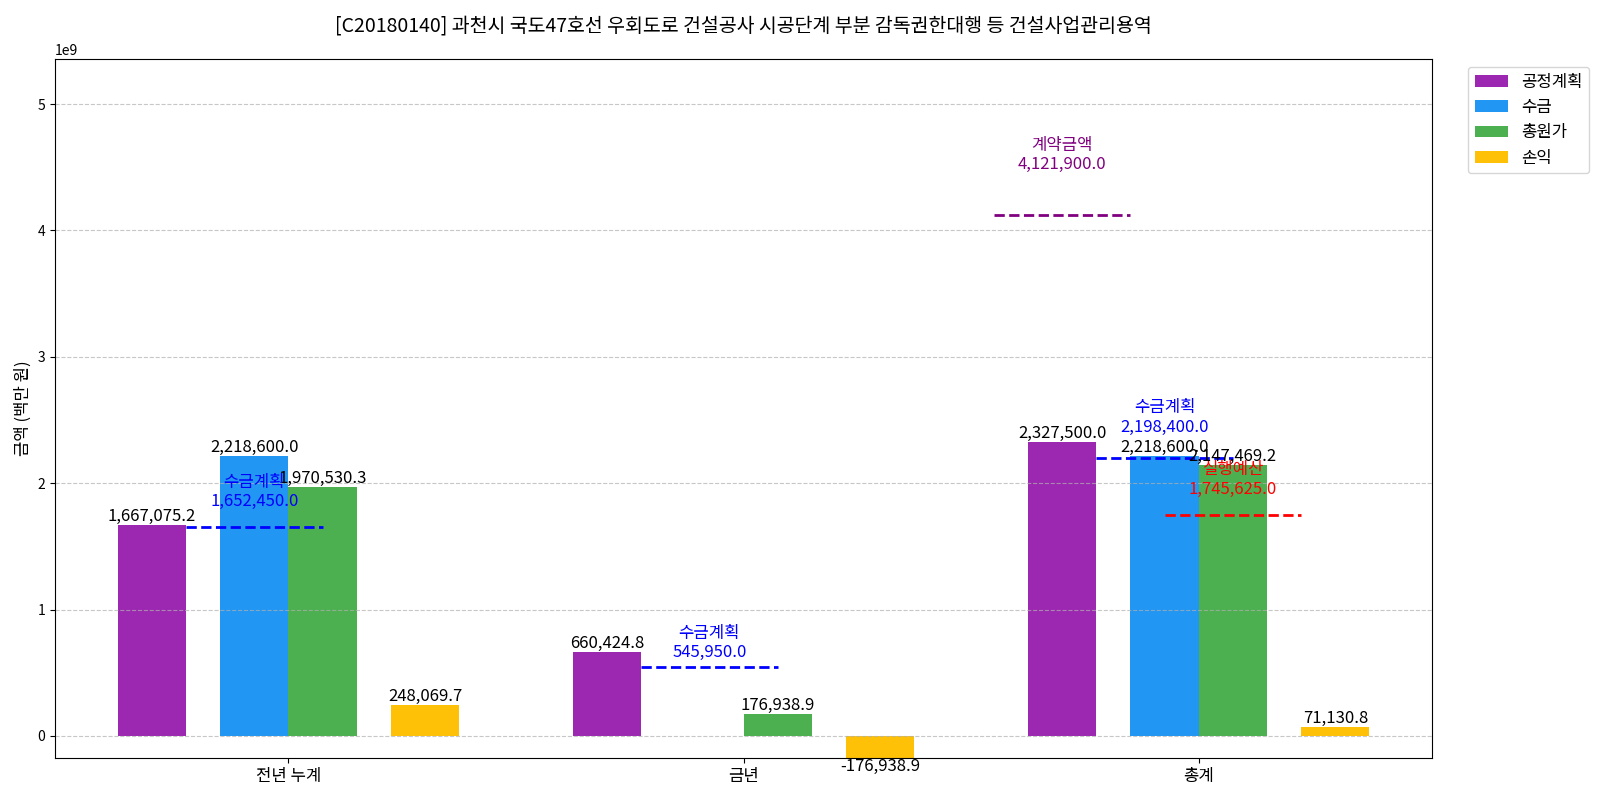 [C20180140] 과천시 국도47호선 우회도로 건설공사 시공단계 부분 감독권한대행 등 건설사업관리용역
1e9
공정계획
수금
총원가
손익
금액 (백만 원)
5
4
3
2
1
0
계약금액
4,121,900.0
수금계획
2,198,400.0
2,327,500.0
2,218,600.0
2,147,469.2
실행예산
1,745,625.0
71,130.8
2,218,600.0
수금계획
1,652,450.0
1,970,530.3
1,667,075.2
248,069.7
660,424.8
수금계획
545,950.0
176,938.9
-176,938.9
전년 누계
금년
총계